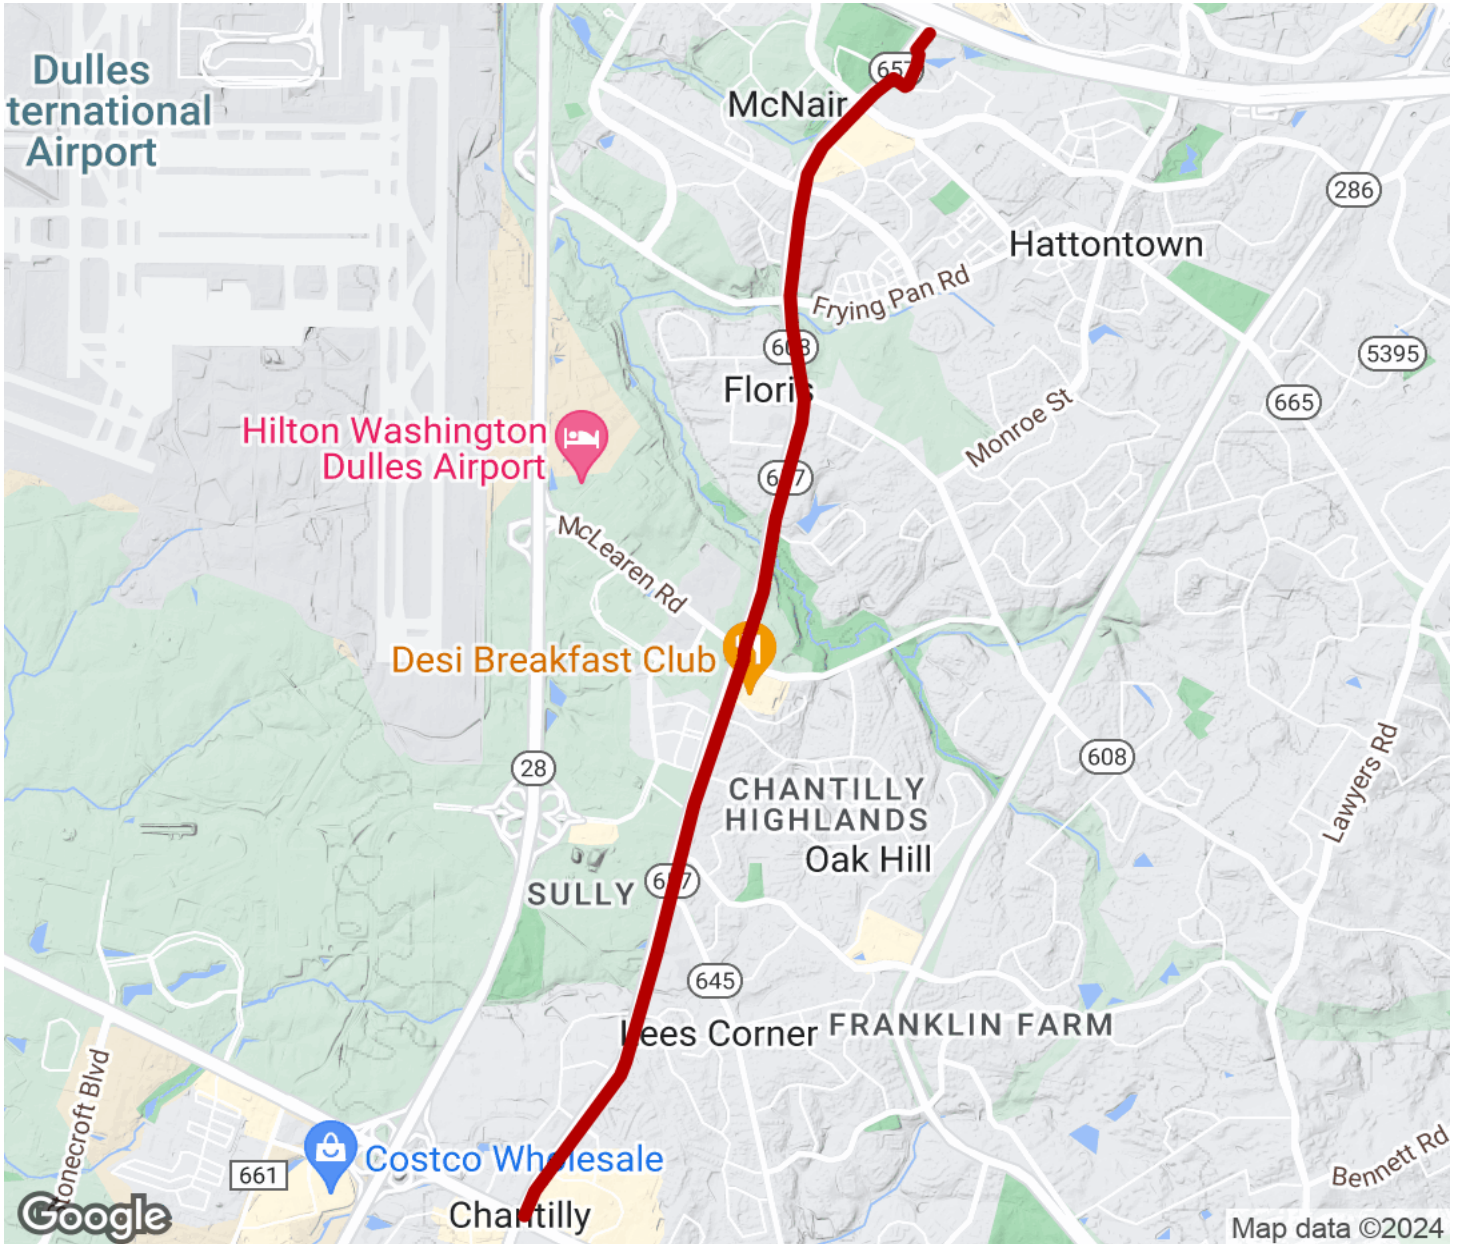 Dulles
nternational
Airport
657
McNair
286
Hattontown
Frying Pan Rd
608
5395
Floris
665
Monroe St
Hilton Washington
Dulles Airport
657
McLearen Rd
Desi Breakfast Club
28
608
CHANTILLY
HIGHLANDS
Lawyers Rd
Oak Hill
657
SULLY
645
Lees Corner
FRANKLIN FARM
Stonecroft Blvd
Costco Wholesale
661
Bennett Rd
Chantilly
Google
Map data ©2024